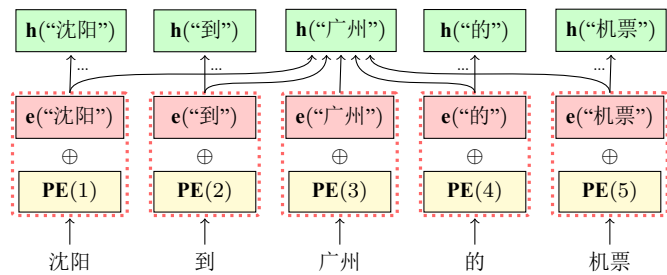 h(“沈阳”) h(“到”) h(“广州”) h(“的”) h(“机票”)
... ... ... ...
e(“沈阳”) e(“到”) e(“广州”) e(“的”) e(“机票”)
⊕ ⊕ ⊕ ⊕ ⊕
PE(1) PE(2) PE(3) PE(4) PE(5)
沈阳 到 广州 的 机票